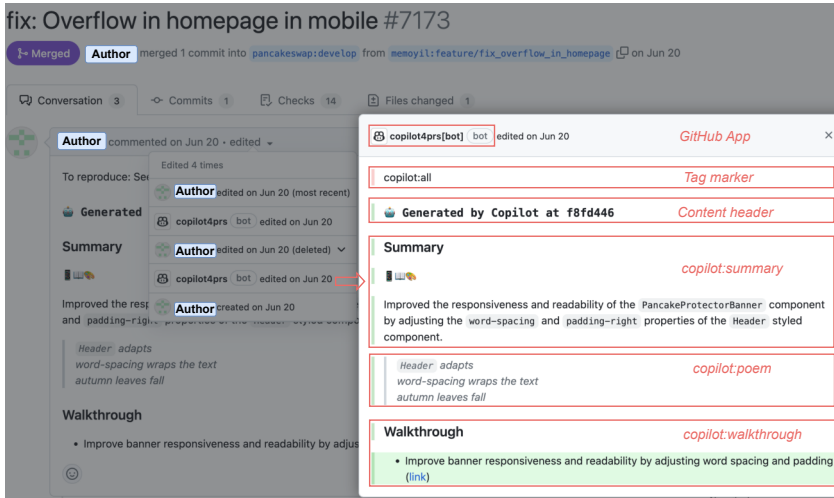 fix: Overflow in homepage in mobile #7173
Merged Author merged 1 commit into pancakeswap:develop from memoyil:feature/fix_overflow_in_homepage on Jun 20
Conversation 3 Commits 1 Checks 14 Files changed 1
Author commented on Jun 20 • edited
To reproduce:
Generated
Summary
Improved the
and padding-right properties of the Header styled
Header adapts
word-spacing wraps the text
autumn leaves fall
Walkthrough
• Improve banner responsiveness and readability by
Edited 4 times
Author edited on Jun 20 (most recent)
copilot4prs bot edited on Jun 20
Author edited on Jun 20 (deleted)
copilot4prs bot edited on Jun 20
Author created on Jun 20
copilot4prs[bot] bot edited on Jun 20 GitHub App ×
copilot:all Tag marker
Generated by Copilot at f8fd446 Content header
Summary
copilot:summary
Improved the responsiveness and readability of the PancakeProtectorBanner component
by adjusting the word-spacing and padding-right properties of the Header styled
component.
Header adapts
word-spacing wraps the text
autumn leaves fall
copilot:poem
Walkthrough copilot:walkthrough
• Improve banner responsiveness and readability by adjusting word spacing and padding
(link)